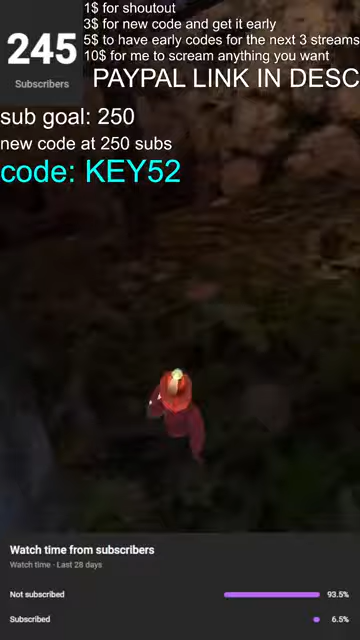 1$ for shoutout
3$ for new code and get it early
5$ to have early codes for the next 3 streams
10$ for me to scream anything you want
245
Subscribers
PAYPAL LINK IN DESC
sub goal: 250
new code at 250 subs
code: KEY52
Watch time from subscribers
Watch time · Last 28 days
Not subscribed 93.5%
Subscribed 6.5%